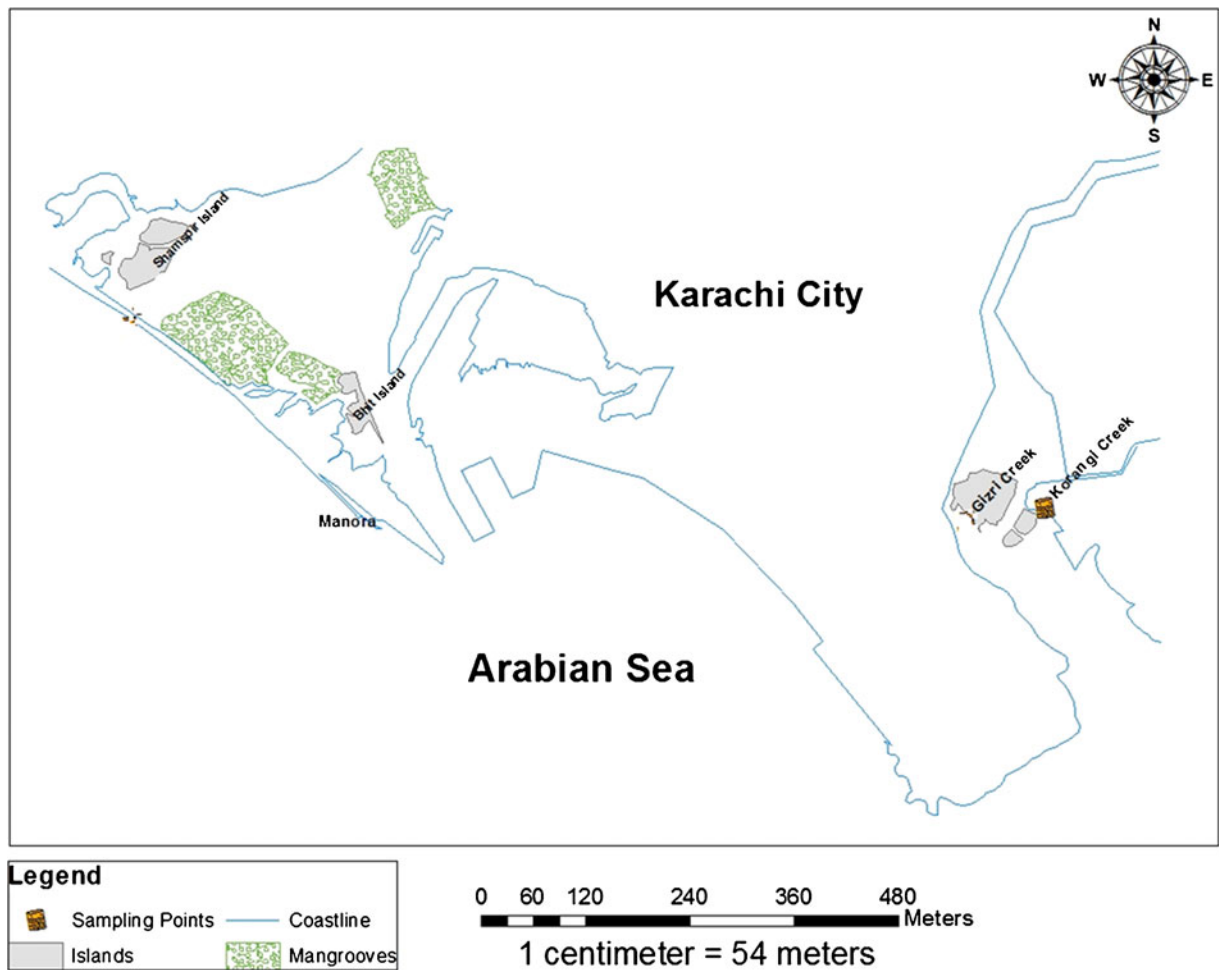 N
W E
S
Shamspir Island
Karachi City
Bhit Island
Gizri Creek
Korangi Creek
Manora
Arabian Sea
Legend
Sampling Points
Coastline
Islands
Mangrooves
0 60 120 240 360 480
Meters
1 centimeter = 54 meters